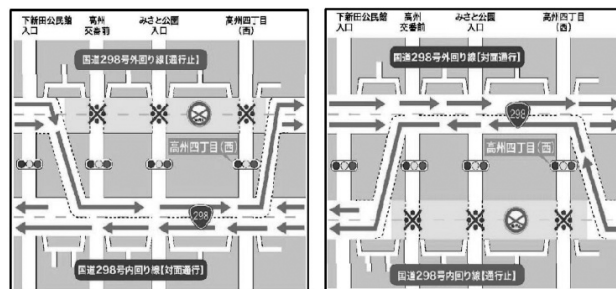 下新田公民館
入口
高州
交番前
みさと公園
入口
高州四丁目
(西)
国道298号外回り線【通行止】
高州四丁目(西)
298
国道298号内回り線【対面通行】
下新田公民館
入口
高州
交番前
みさと公園
入口
高州四丁目
(西)
国道298号外回り線【対面通行】
298
高州四丁目(西
国道298号内回り線【通行止】